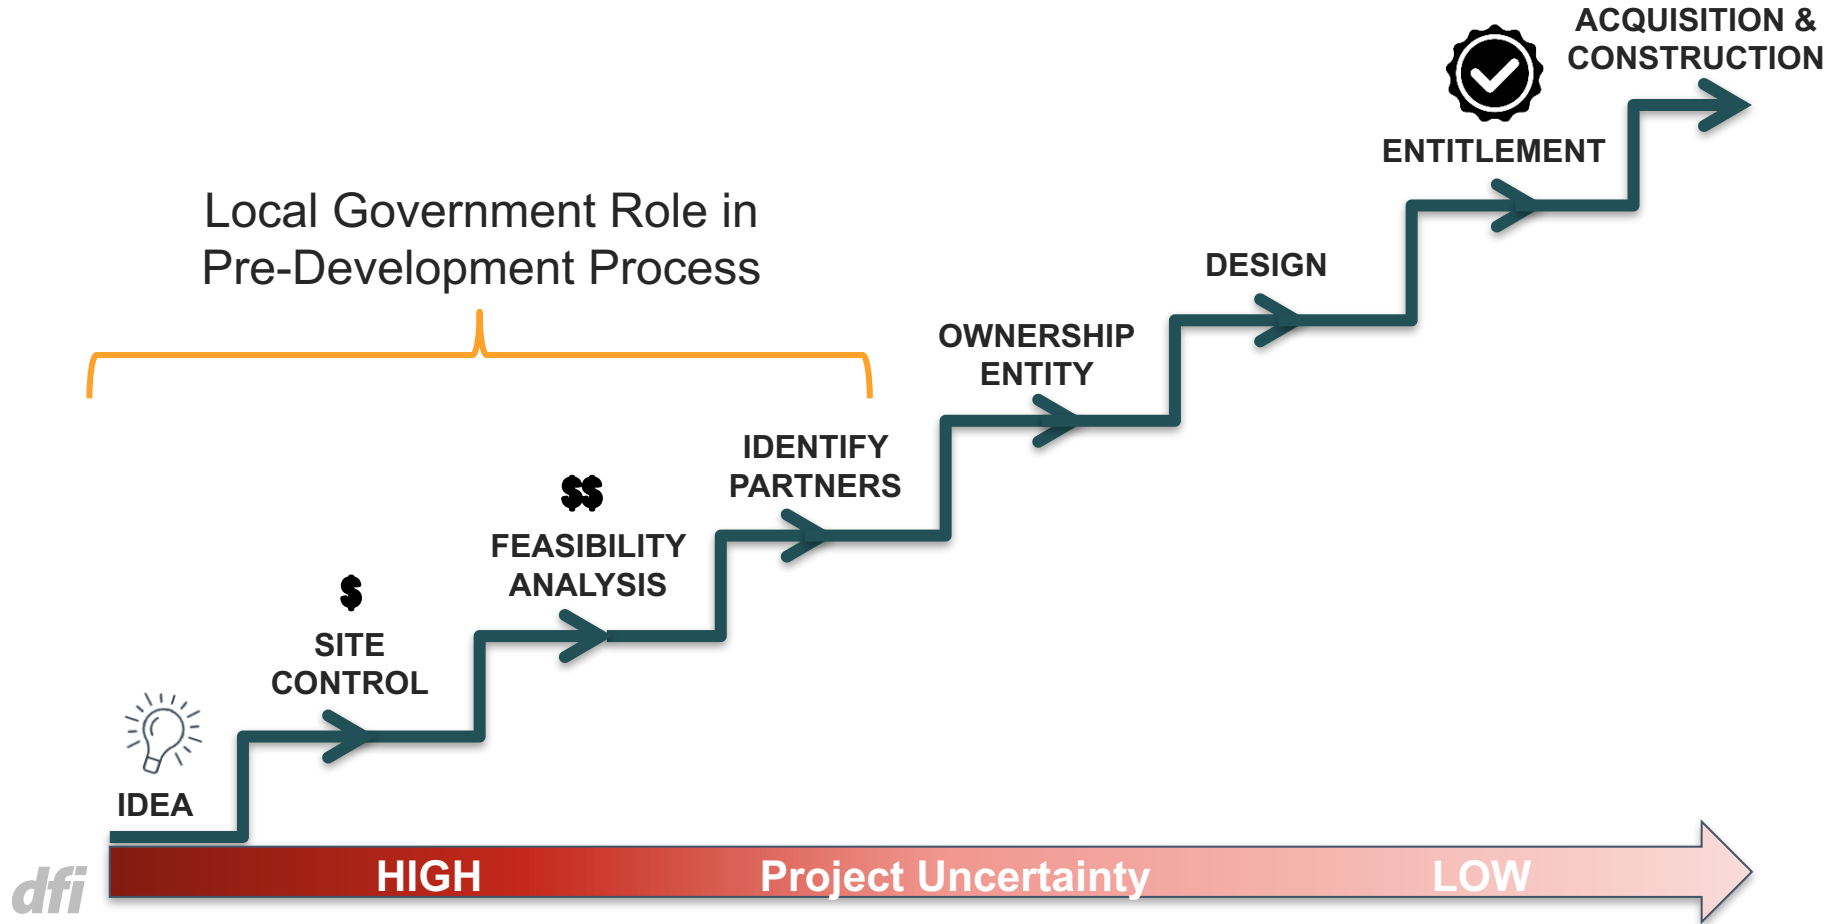 ACQUISITION &
CONSTRUCTION
ENTITLEMENT
Local Government Role in
Pre-Development Process
DESIGN
OWNERSHIP
ENTITY
IDENTIFY
PARTNERS
$$
FEASIBILITY
ANALYSIS
$
SITE
CONTROL
IDEA
HIGH Project Uncertainty LOW
dfi